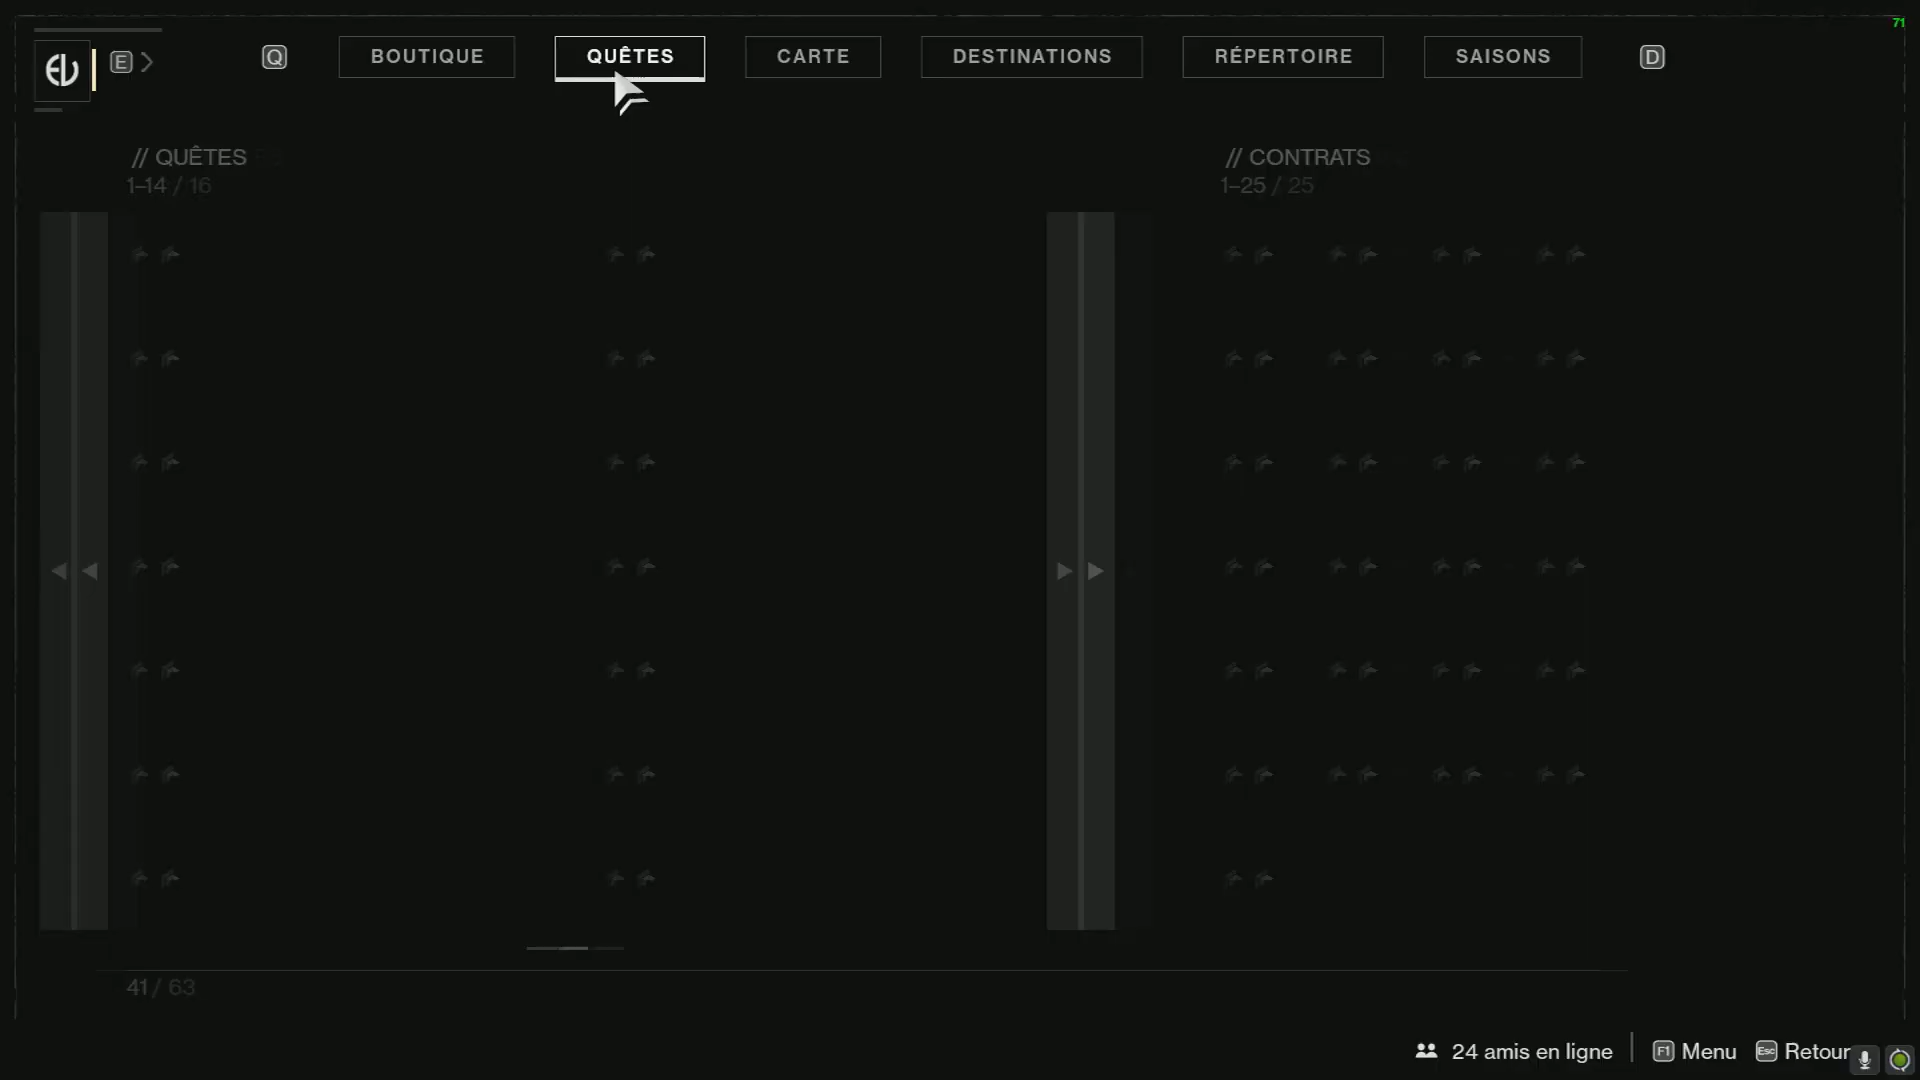 71
E
Q
BOUTIQUE
QUÊTES
CARTE
DESTINATIONS
RÉPERTOIRE
SAISONS
D
// QUÊTES
1–14 / 16
// CONTRATS
1–25 / 25
41 / 63
24 amis en ligne
F1 Menu
Esc Retour